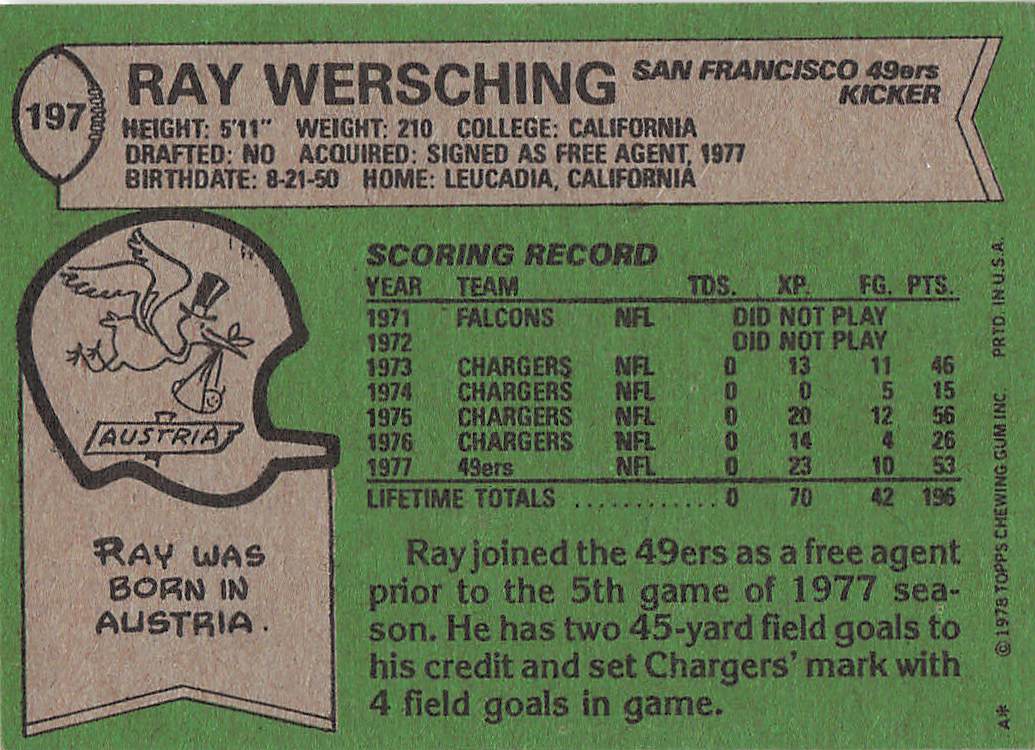 197
RAY WERSCHING SAN FRANCISCO 49ers
KICKER
HEIGHT: 5'11" WEIGHT: 210 COLLEGE: CALIFORNIA
DRAFTED: NO ACQUIRED: SIGNED AS FREE AGENT, 1977
BIRTHDATE: 8-21-50 HOME: LEUCADIA, CALIFORNIA
AUSTRIA
RAY WAS
BORN IN
AUSTRIA.
SCORING RECORD
YEAR TEAM TDS. XP. FG. PTS.
1971 FALCONS NFL DID NOT PLAY
1972 DID NOT PLAY
1973 CHARGERS NFL 0 13 11 46
1974 CHARGERS NFL 0 0 5 15
1975 CHARGERS NFL 0 20 12 56
1976 CHARGERS NFL 0 14 4 26
1977 49ers NFL 0 23 10 53
LIFETIME TOTALS ............ 0 70 42 196
Ray joined the 49ers as a free agent
prior to the 5th game of 1977 sea-
son. He has two 45-yard field goals to
his credit and set Chargers' mark with
4 field goals in game.
A* © 1978 TOPPS CHEWING GUM INC. PRTD. IN U.S.A.